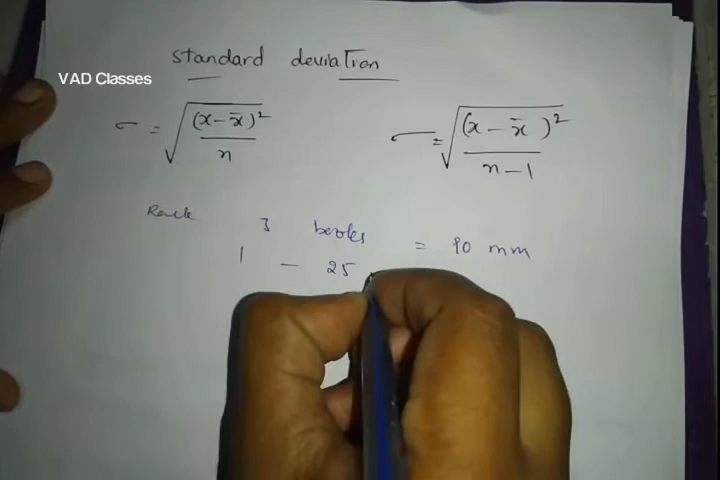 standard deviation
VAD Classes
σ = √(x-x̄)²/n σ = √(x-x̄)²/n-1
Rack 3 books = 90 mm
1 - 25